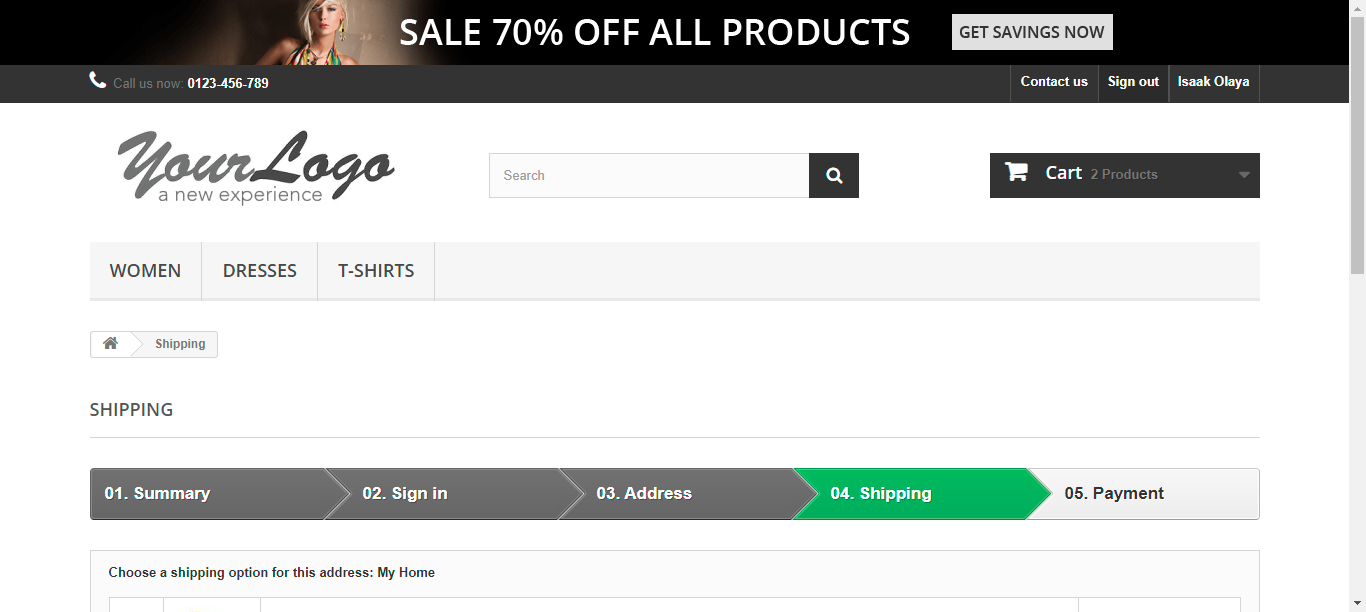 SALE 70% OFF ALL PRODUCTS
GET SAVINGS NOW
Call us now: 0123-456-789
Contact us
Sign out
Isaak Olaya
YourLogo
a new experience
Search
Cart 2 Products
WOMEN
DRESSES
T-SHIRTS
Shipping
SHIPPING
01. Summary
02. Sign in
03. Address
04. Shipping
05. Payment
Choose a shipping option for this address: My Home